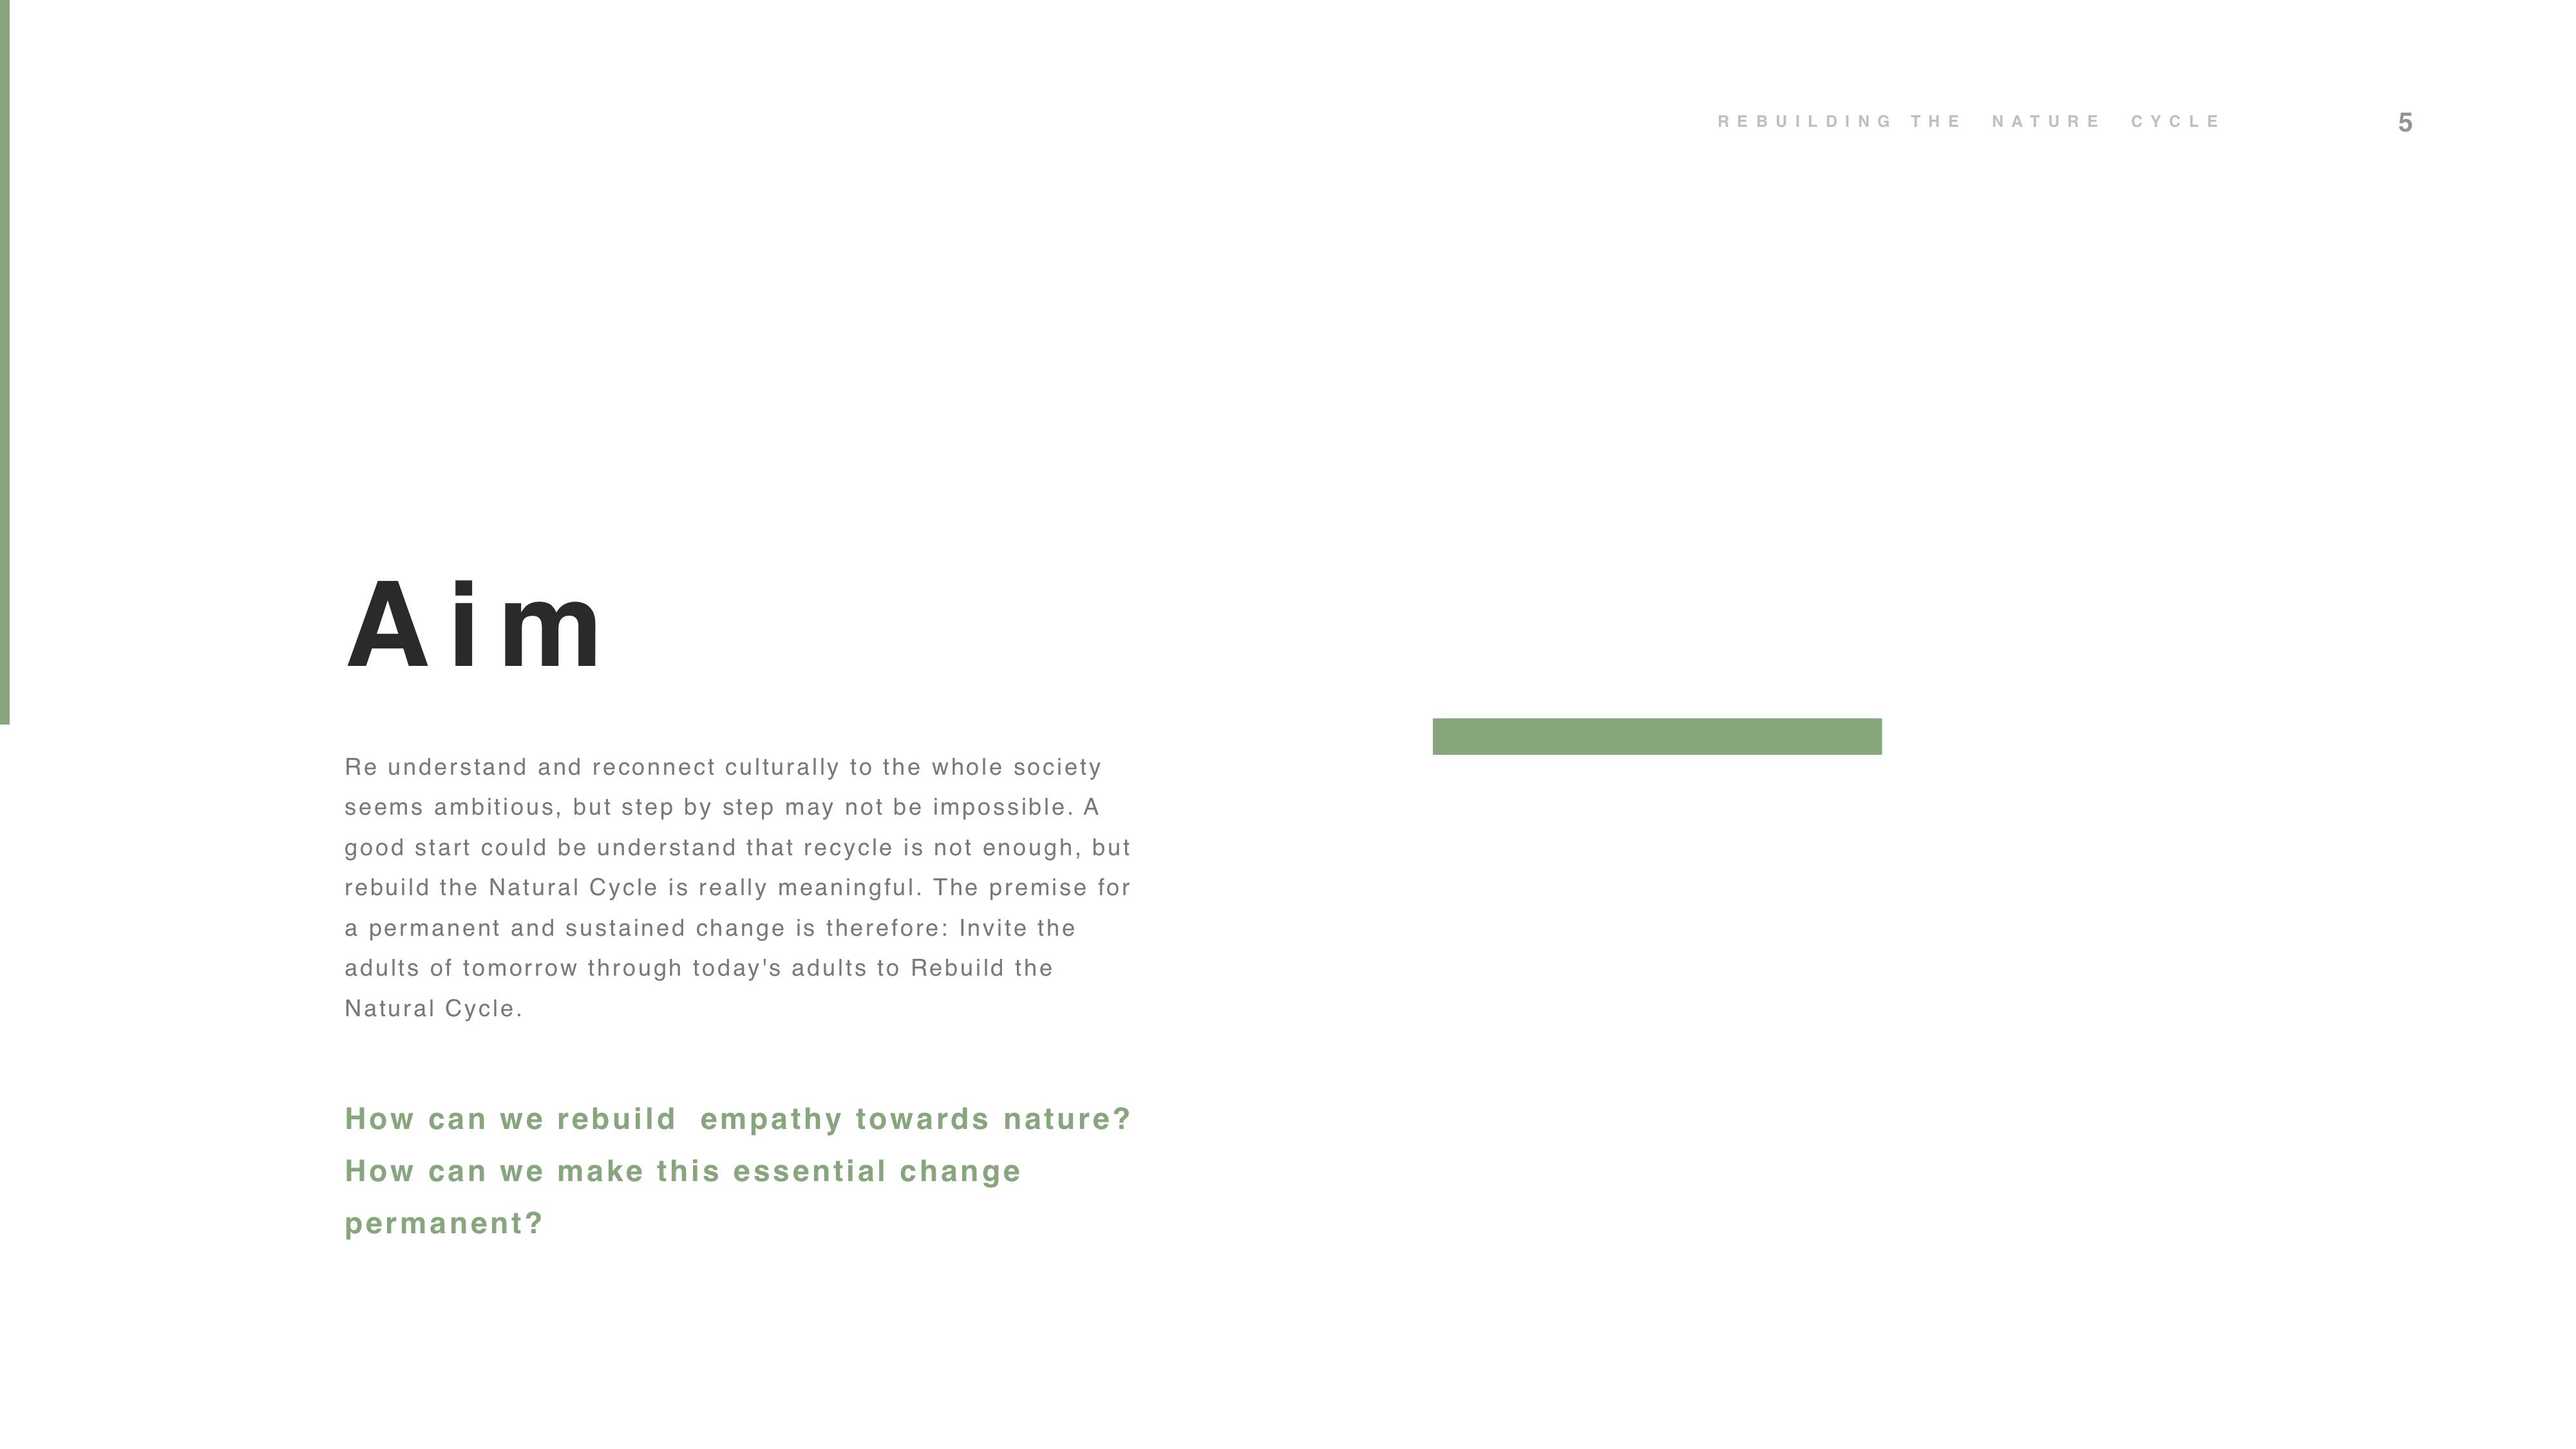 REBUILDING THE NATURE CYCLE 5
Aim
Re understand and reconnect culturally to the whole society
seems ambitious, but step by step may not be impossible. A
good start could be understand that recycle is not enough, but
rebuild the Natural Cycle is really meaningful. The premise for
a permanent and sustained change is therefore: Invite the
adults of tomorrow through today's adults to Rebuild the
Natural Cycle.
How can we rebuild  empathy towards nature?
How can we make this essential change
permanent?